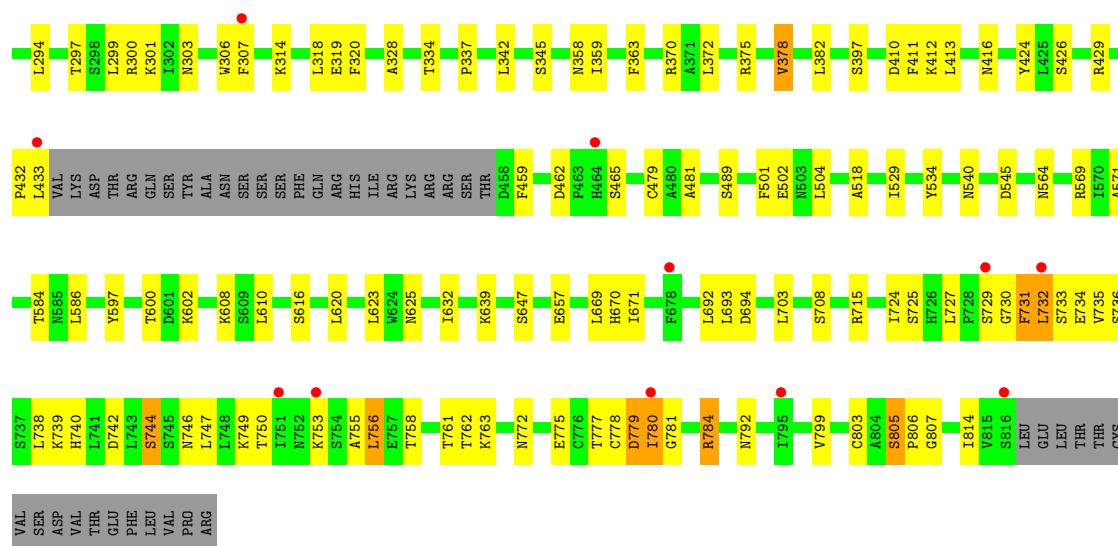 L294 T297 S298 L299 R300 K301 I302 N303 W306 F307 K314 L318 E319 F320 A328 T334 P337 L342 S345 N358 I359 F363 R370 A371 L372 R375 V378 L382 S397 D410 F411 K412 L413 N416 Y424 L425 S426 R429
P432 L433 VAL LYS ASP THR ARG GLN SER TYR ALA ASN SER SER SER PHE GLN ARG HIS ILE ARG LYS ARG ARG SER THR D458 F459 D462 P463 H464 S465 C479 A480 A481 S489 F501 E502 N503 L504 A518 I529 Y534 N540 D545 N564 R569 I570 A571
T584 N585 L586 Y597 T600 D601 K602 K608 S609 L610 S616 L620 L623 W624 N625 I632 K639 S647 E657 L669 H670 I671 F678 L692 L693 D694 L703 S708 R715 I724 S725 H726 L727 P728 S729 G730 F731 L732 S733 E734 V735 S736
S737 L738 K739 H740 L741 D742 L743 S744 S745 N746 L747 L748 K749 T750 I751 N752 K753 S754 A755 L756 E757 T758 T761 T762 K763 N772 E775 C776 T777 C778 D779 I780 G781 R784 N792 I795 V799 C803 A804 S805 P806 G807 I814 V815 S816 LEU GLU LEU THR THR CYS
VAL SER ASP VAL THR GLU PHE LEU VAL PRO ARG